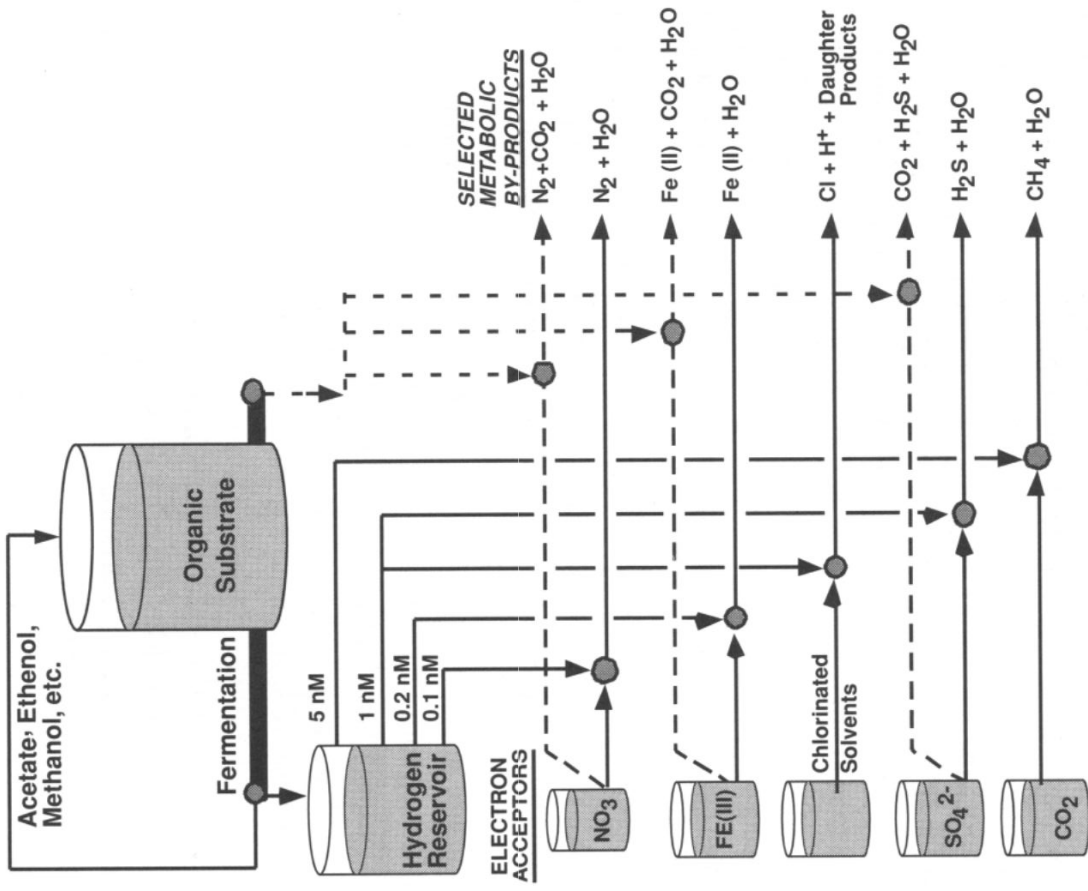 Acetate, Ethenol,
Methanol, etc.
Fermentation
Organic
Substrate
Hydrogen
Reservoir
5 nM
1 nM
0.2 nM
0.1 nM
ELECTRON
ACCEPTORS
SELECTED
METABOLIC
BY-PRODUCTS
NO3
N2+CO2 + H2O
N2 + H2O
FE(III)
Fe (II) + CO2 + H2O
Fe (II) + H2O
Chlorinated
Solvents
Cl + H+ + Daughter
Products
SO4 2-
CO2 + H2S + H2O
H2S + H2O
CO2
CH4 + H2O